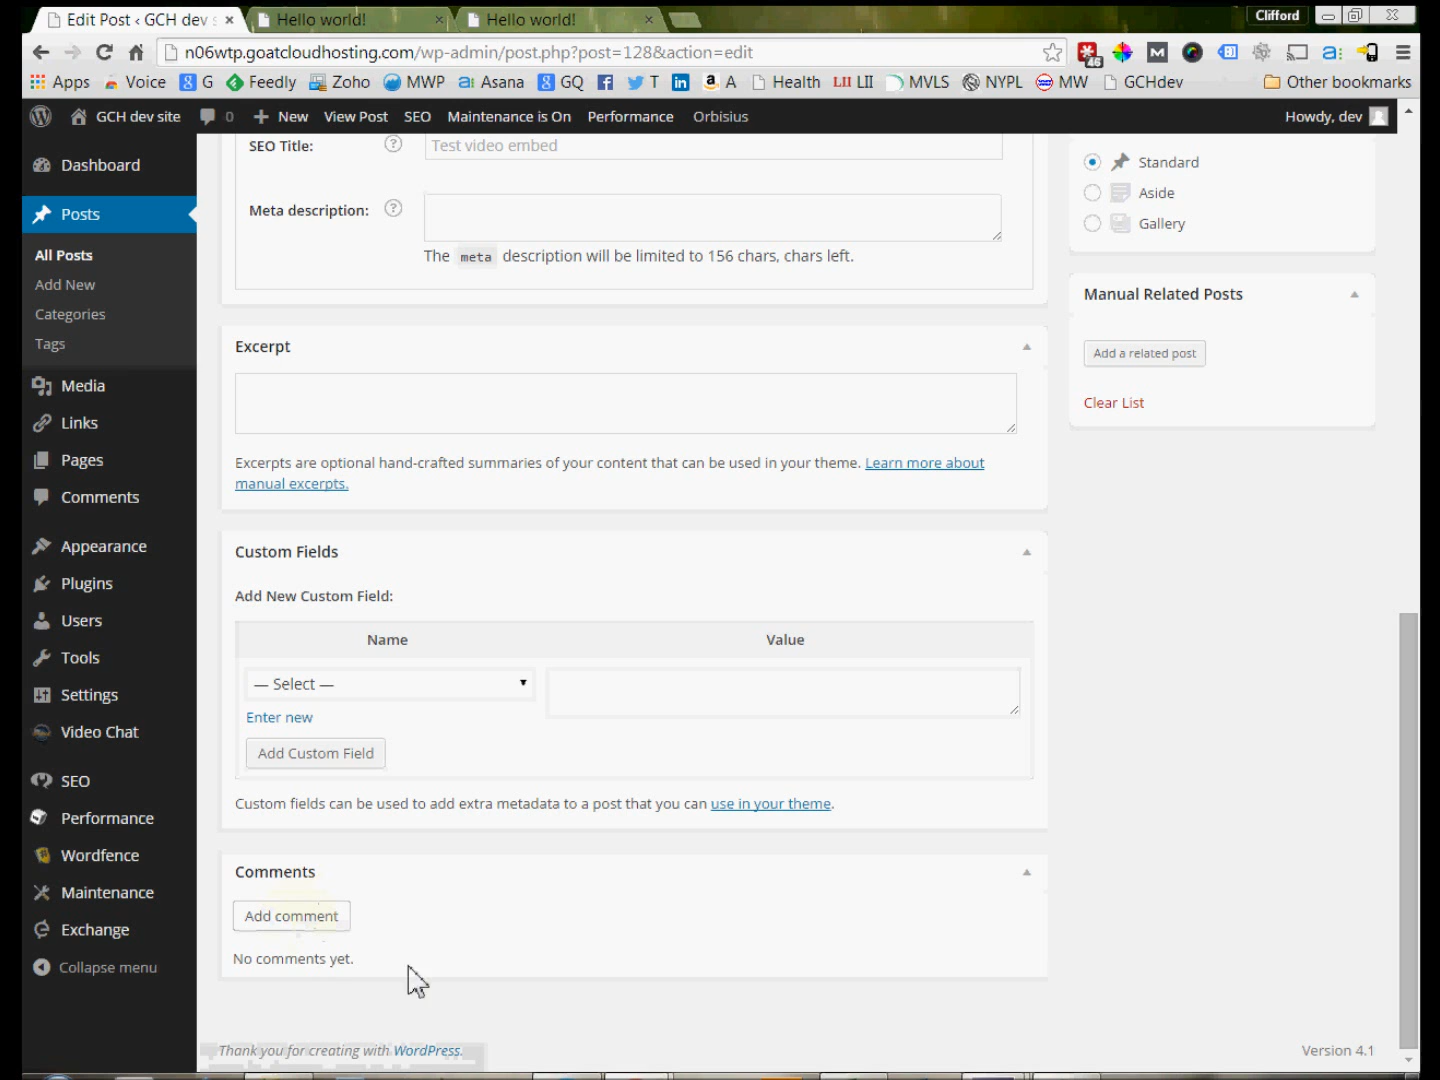 Edit Post ‹ GCH dev s × Hello world! × Hello world! × Clifford
n06wtp.goatcloudhosting.com/wp-admin/post.php?post=128&action=edit
Apps Voice G Feedly Zoho MWP Asana GQ T A Health LII LII MVLS NYPL MW GCHdev Other bookmarks
GCH dev site 0 New View Post SEO Maintenance is On Performance Orbisius Howdy, dev
Dashboard
Posts
All Posts
Add New
Categories
Tags
Media
Links
Pages
Comments
Appearance
Plugins
Users
Tools
Settings
Video Chat
SEO
Performance
Wordfence
Maintenance
Exchange
Collapse menu
SEO Title: ? Test video embed
Meta description: ?
The meta description will be limited to 156 chars, chars left.
Excerpt
Excerpts are optional hand-crafted summaries of your content that can be used in your theme. Learn more about
manual excerpts.
Custom Fields
Add New Custom Field:
Name Value
— Select —
Enter new
Add Custom Field
Custom fields can be used to add extra metadata to a post that you can use in your theme.
Comments
Add comment
No comments yet.
Thank you for creating with WordPress.
Version 4.1
Standard
Aside
Gallery
Manual Related Posts
Add a related post
Clear List